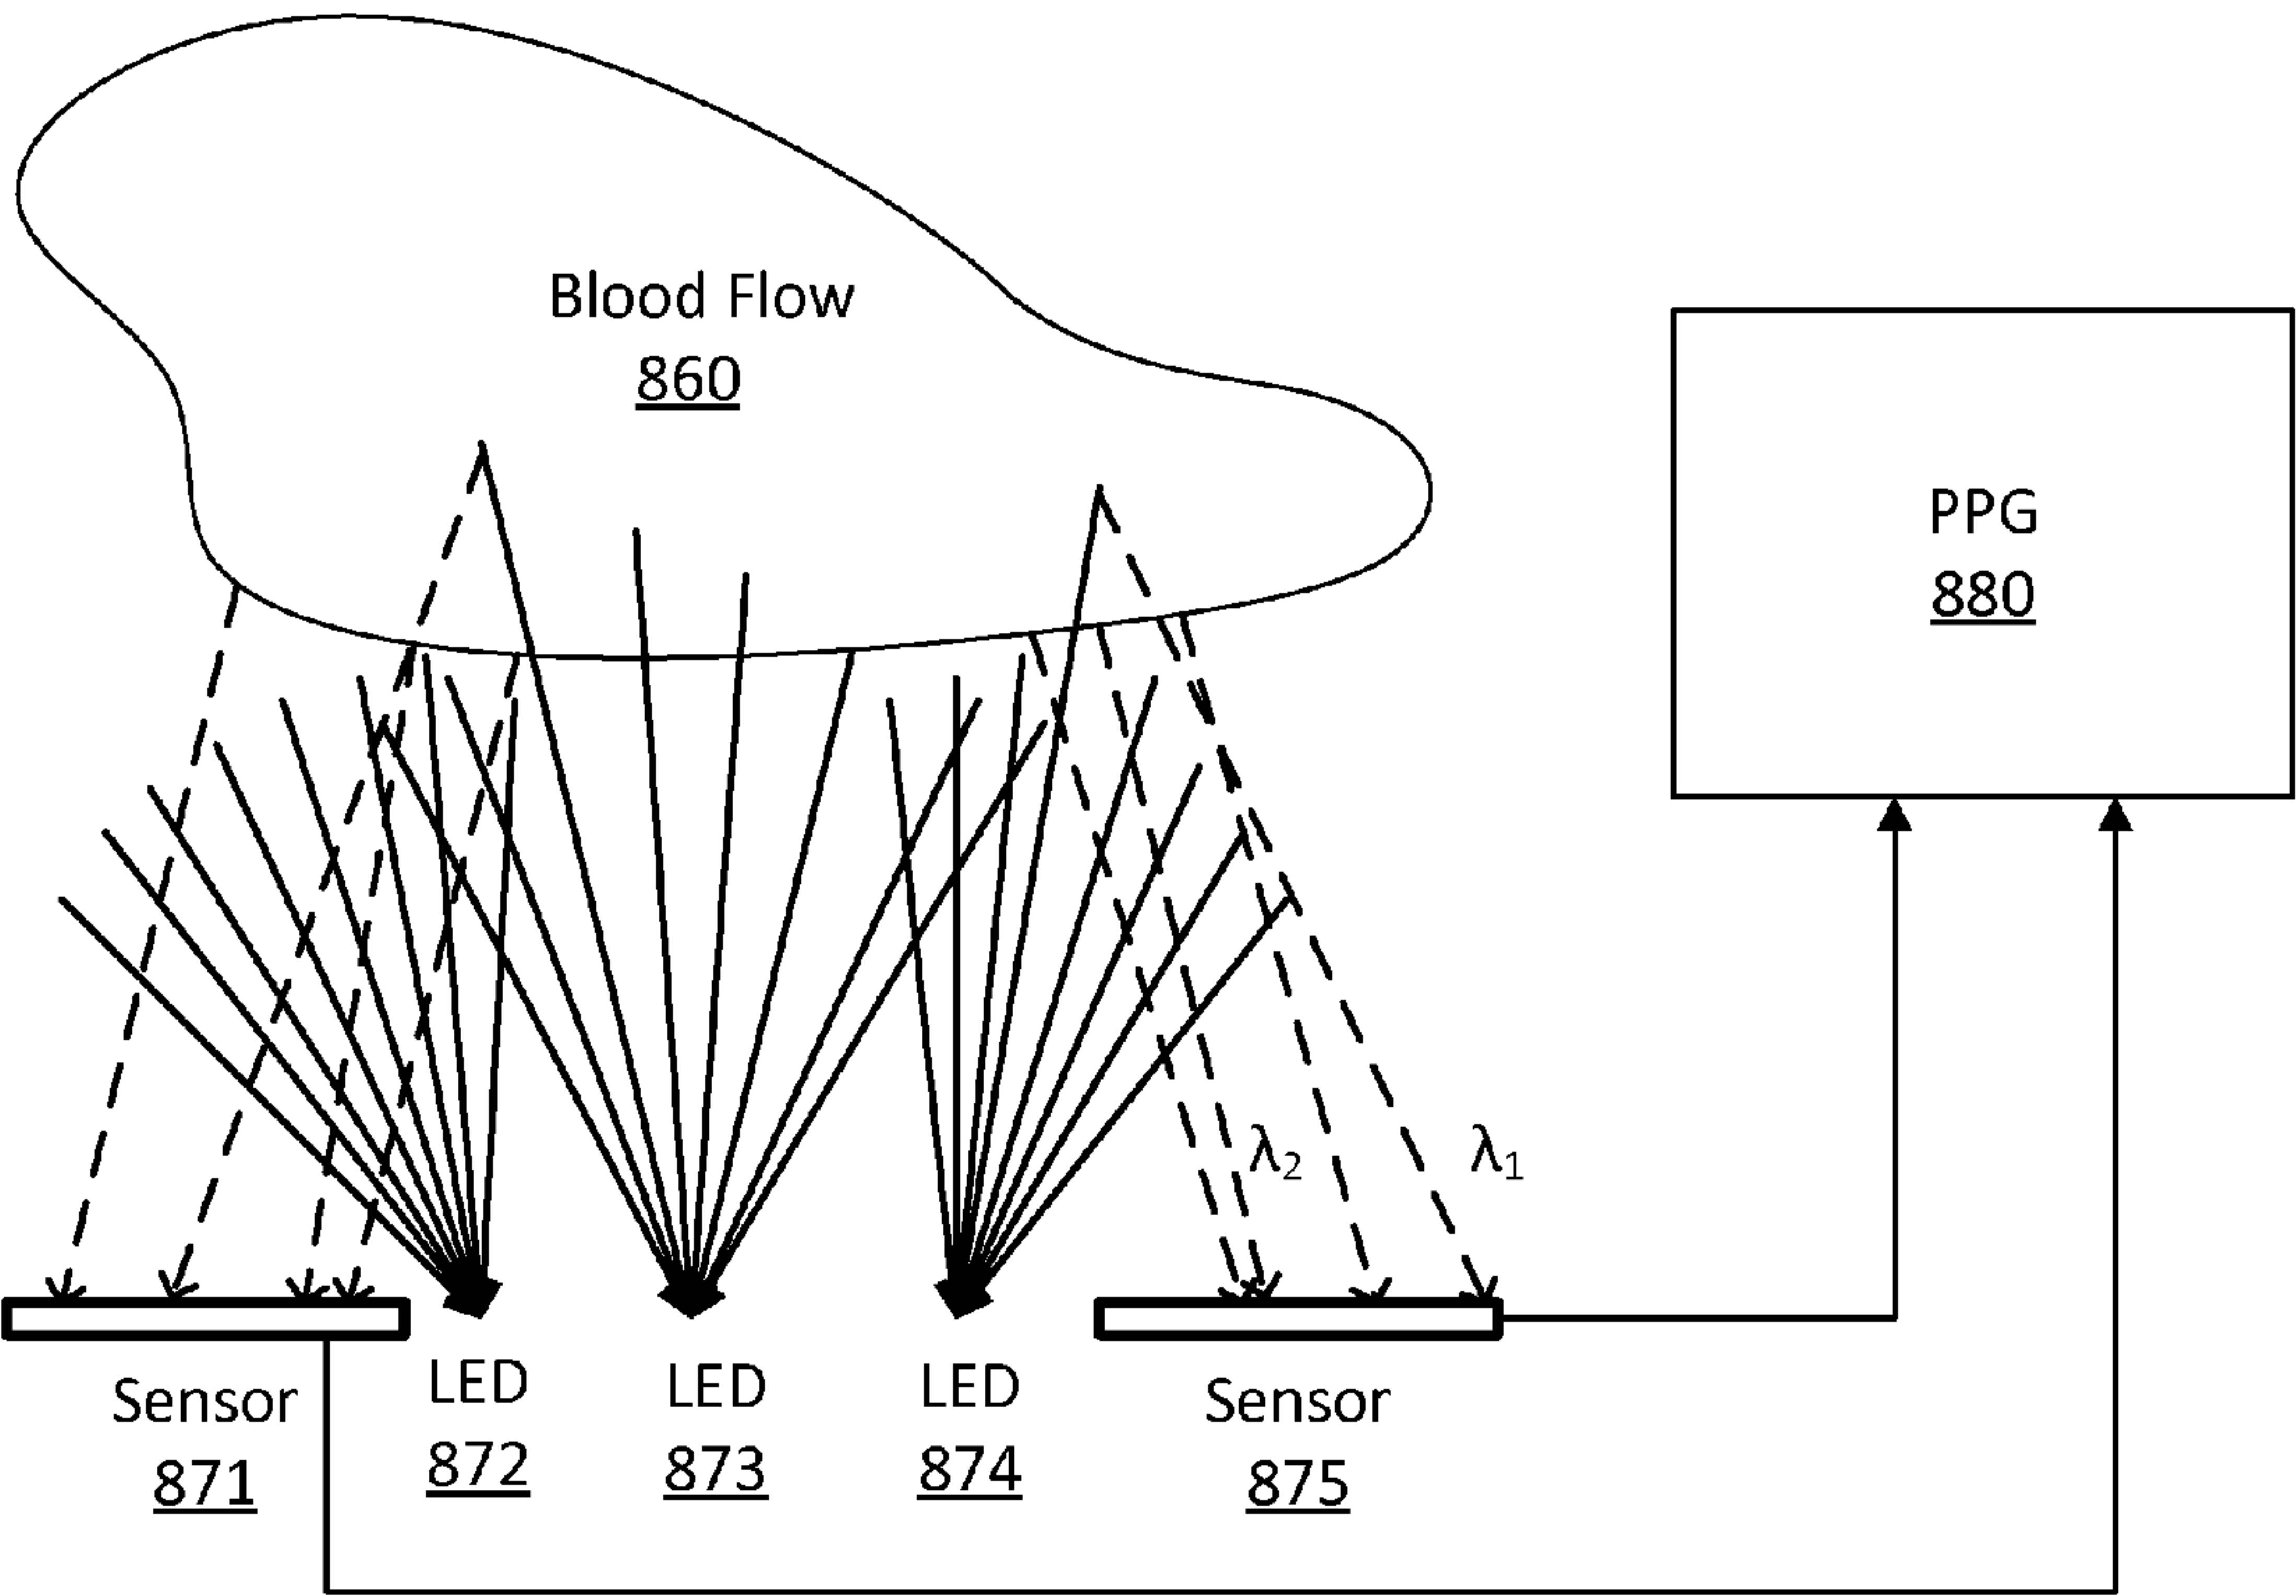 Blood Flow
860
PPG
880
λ2
λ1
Sensor
871
LED
872
LED
873
LED
874
Sensor
875